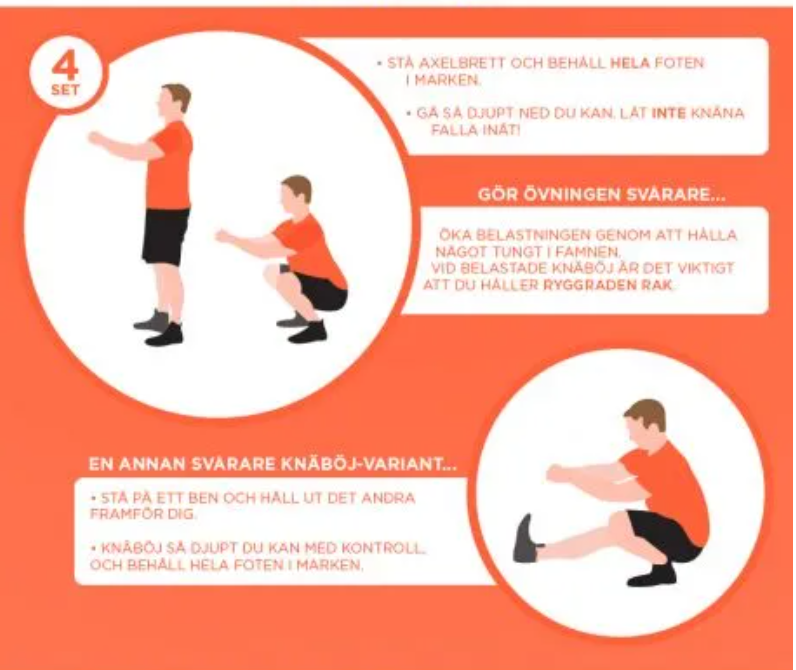 4
SET
• STÅ AXELBRETT OCH BEHÅLL HELA FOTEN
I MARKEN.
• GÅ SÅ DJUPT NED DU KAN. LÅT INTE KNÄNA
FALLA INÅT!
GÖR ÖVNINGEN SVÅRARE...
ÖKA BELASTNINGEN GENOM ATT HÅLLA
NÅGOT TUNGT I FAMNEN.
VID BELASTADE KNÄBÖJ ÄR DET VIKTIGT
ATT DU HÅLLER RYGGRADEN RAK.
EN ANNAN SVÅRARE KNÄBÖJ-VARIANT...
• STÅ PÅ ETT BEN OCH HÅLL UT DET ANDRA
FRAMFÖR DIG.
• KNÄBÖJ SÅ DJUPT DU KAN MED KONTROLL,
OCH BEHÅLL HELA FOTEN I MARKEN.